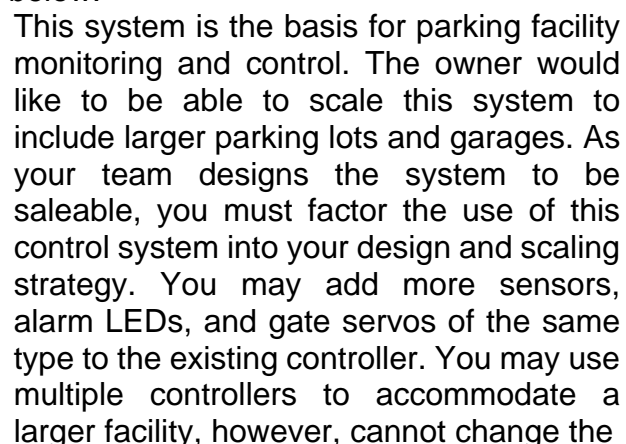 below.
This system is the basis for parking facility
monitoring and control. The owner would
like to be able to scale this system to
include larger parking lots and garages. As
your team designs the system to be
saleable, you must factor the use of this
control system into your design and scaling
strategy. You may add more sensors,
alarm LEDs, and gate servos of the same
type to the existing controller. You may use
multiple controllers to accommodate a
larger facility, however, cannot change the